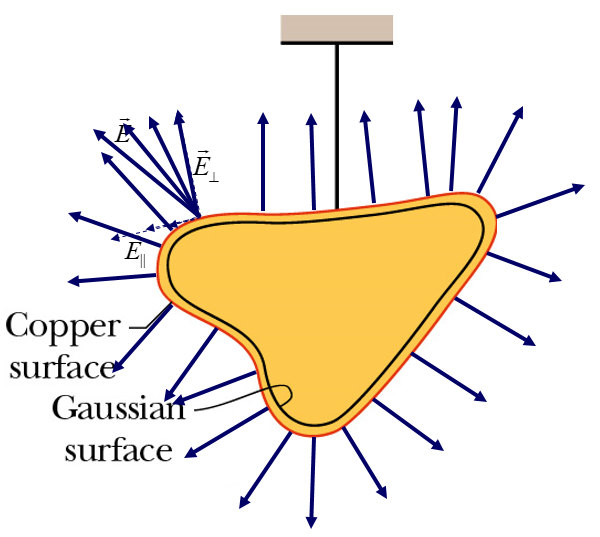 E⃗
E⃗⊥
E∥
Copper
surface
Gaussian
surface